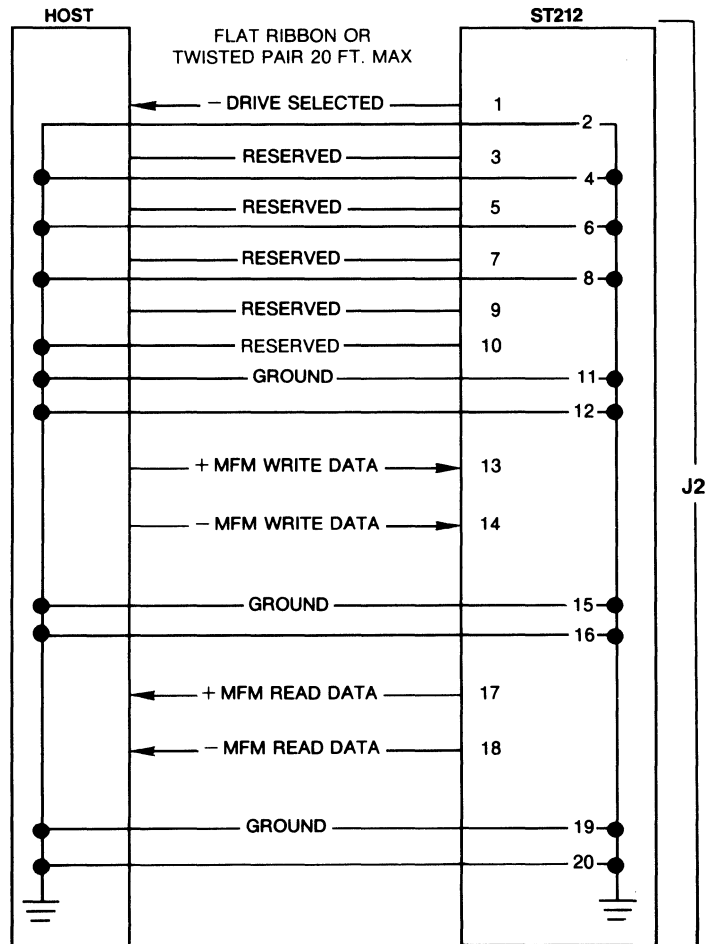 HOST
ST212
FLAT RIBBON OR
TWISTED PAIR 20 FT. MAX
− DRIVE SELECTED 1
2
RESERVED 3
4
RESERVED 5
6
RESERVED 7
8
RESERVED 9
RESERVED 10
GROUND 11
12
+ MFM WRITE DATA 13
J2
− MFM WRITE DATA 14
GROUND 15
16
+ MFM READ DATA 17
− MFM READ DATA 18
GROUND 19
20